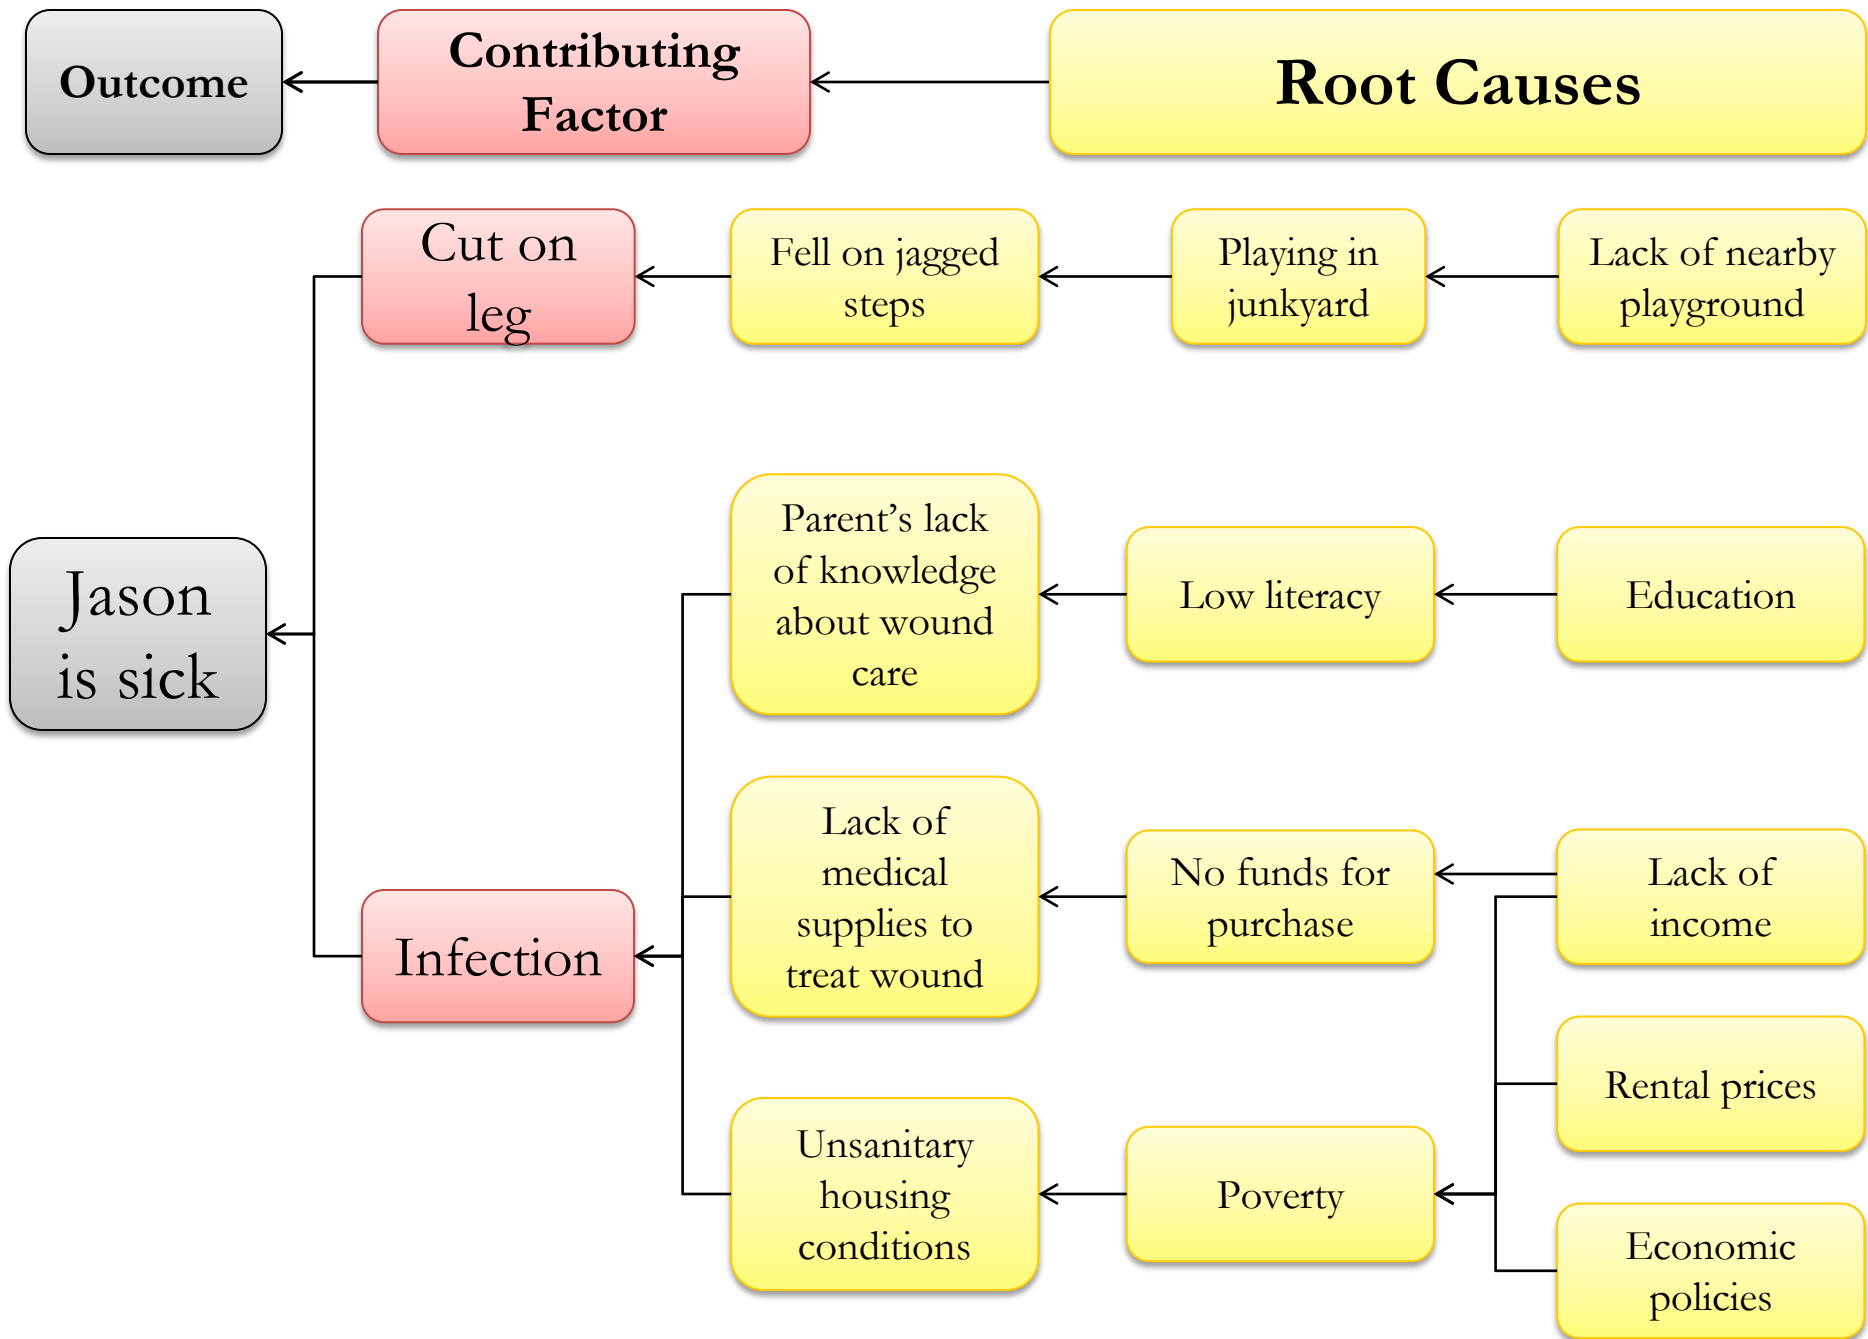 Outcome
Contributing
Factor
Root Causes
Cut on
leg
Fell on jagged
steps
Playing in
junkyard
Lack of nearby
playground
Jason
is sick
Parent’s lack
of knowledge
about wound
care
Low literacy
Education
Infection
Lack of
medical
supplies to
treat wound
No funds for
purchase
Lack of
income
Rental prices
Unsanitary
housing
conditions
Poverty
Economic
policies